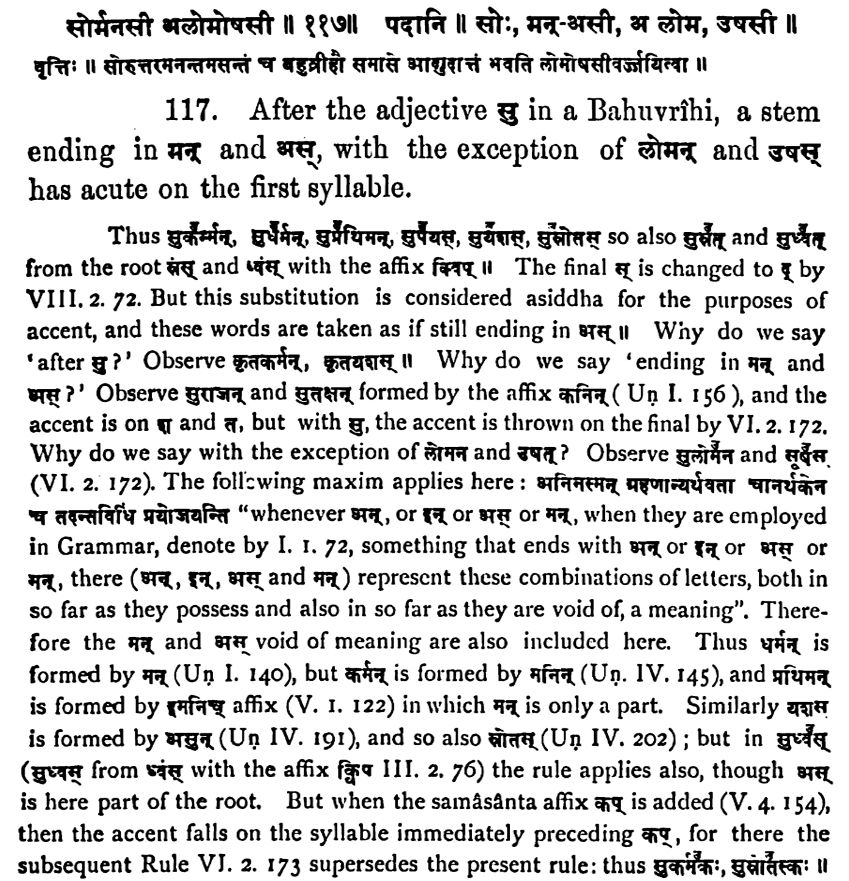 सोर्मनसी अलोमोषसी ॥ ११७॥ पदानि ॥ सोः, मन्-असी, अ लोम, उषसी ॥
वृत्तिः ॥ सोरुत्तरमनन्तमसन्तं च बहुव्रीहौ समासे आद्युदात्तं भवति लोमोषसीवर्ज्जयित्वा ॥
117. After the adjective सु in a Bahuvrîhi, a stem
ending in मन् and अस्, with the exception of लोमन् and उषस्
has acute on the first syllable.
Thus सुकर्म्मन्, सुधर्मन्, सुप्रथिमन्, सुपयस्, सुयशस्, सुस्रोतस् so also सुस्रत् and सुध्वत्
from the root स्रंस् and ध्वंस् with the affix क्विप् ॥ The final स् is changed to द् by
VIII. 2. 72. But this substitution is considered asiddha for the purposes of
accent, and these words are taken as if still ending in अस् ॥ Why do we say
'after सु ?' Observe कृतकर्मन्, कृतयशस् ॥ Why do we say 'ending in मन् and
अस् ?' Observe सुराजन् and सुतक्षन् formed by the affix कनिन् ( Uṇ I. 156 ), and the
accent is on रा and त, but with सु, the accent is thrown on the final by VI. 2. 172.
Why do we say with the exception of लोमन and उषत् ? Observe सुलोमन and सूषस्
(VI. 2. 172). The following maxim applies here : अनिमस्मन् ग्रहणान्यर्थवता चानर्थकेन
च तदन्तविधिं प्रयोजयन्ति "whenever अन्, or इन् or अस् or मन्, when they are employed
in Grammar, denote by I. 1. 72, something that ends with अन् or इन् or अस् or
मन्, there (अन्, इन्, अस् and मन्) represent these combinations of letters, both in
so far as they possess and also in so far as they are void of, a meaning". There-
fore the मन् and अस् void of meaning are also included here. Thus धर्मन् is
formed by मन् (Uṇ I. 140), but कर्मन् is formed by मनिन् (Uṇ. IV. 145), and प्रथिमन्
is formed by इमनिच् affix (V. 1. 122) in which मन् is only a part. Similarly यशस
is formed by असुन् (Uṇ IV. 191), and so also स्रोतस् (Uṇ IV. 202) ; but in सुध्वस्
(सुध्वस् from ध्वंस् with the affix क्विप III. 2. 76) the rule applies also, though अस्
is here part of the root. But when the samâsânta affix कप् is added (V. 4. 154),
then the accent falls on the syllable immediately preceding कप्, for there the
subsequent Rule VI. 2. 173 supersedes the present rule: thus सुकर्मकः, सुस्रोतस्कः ॥